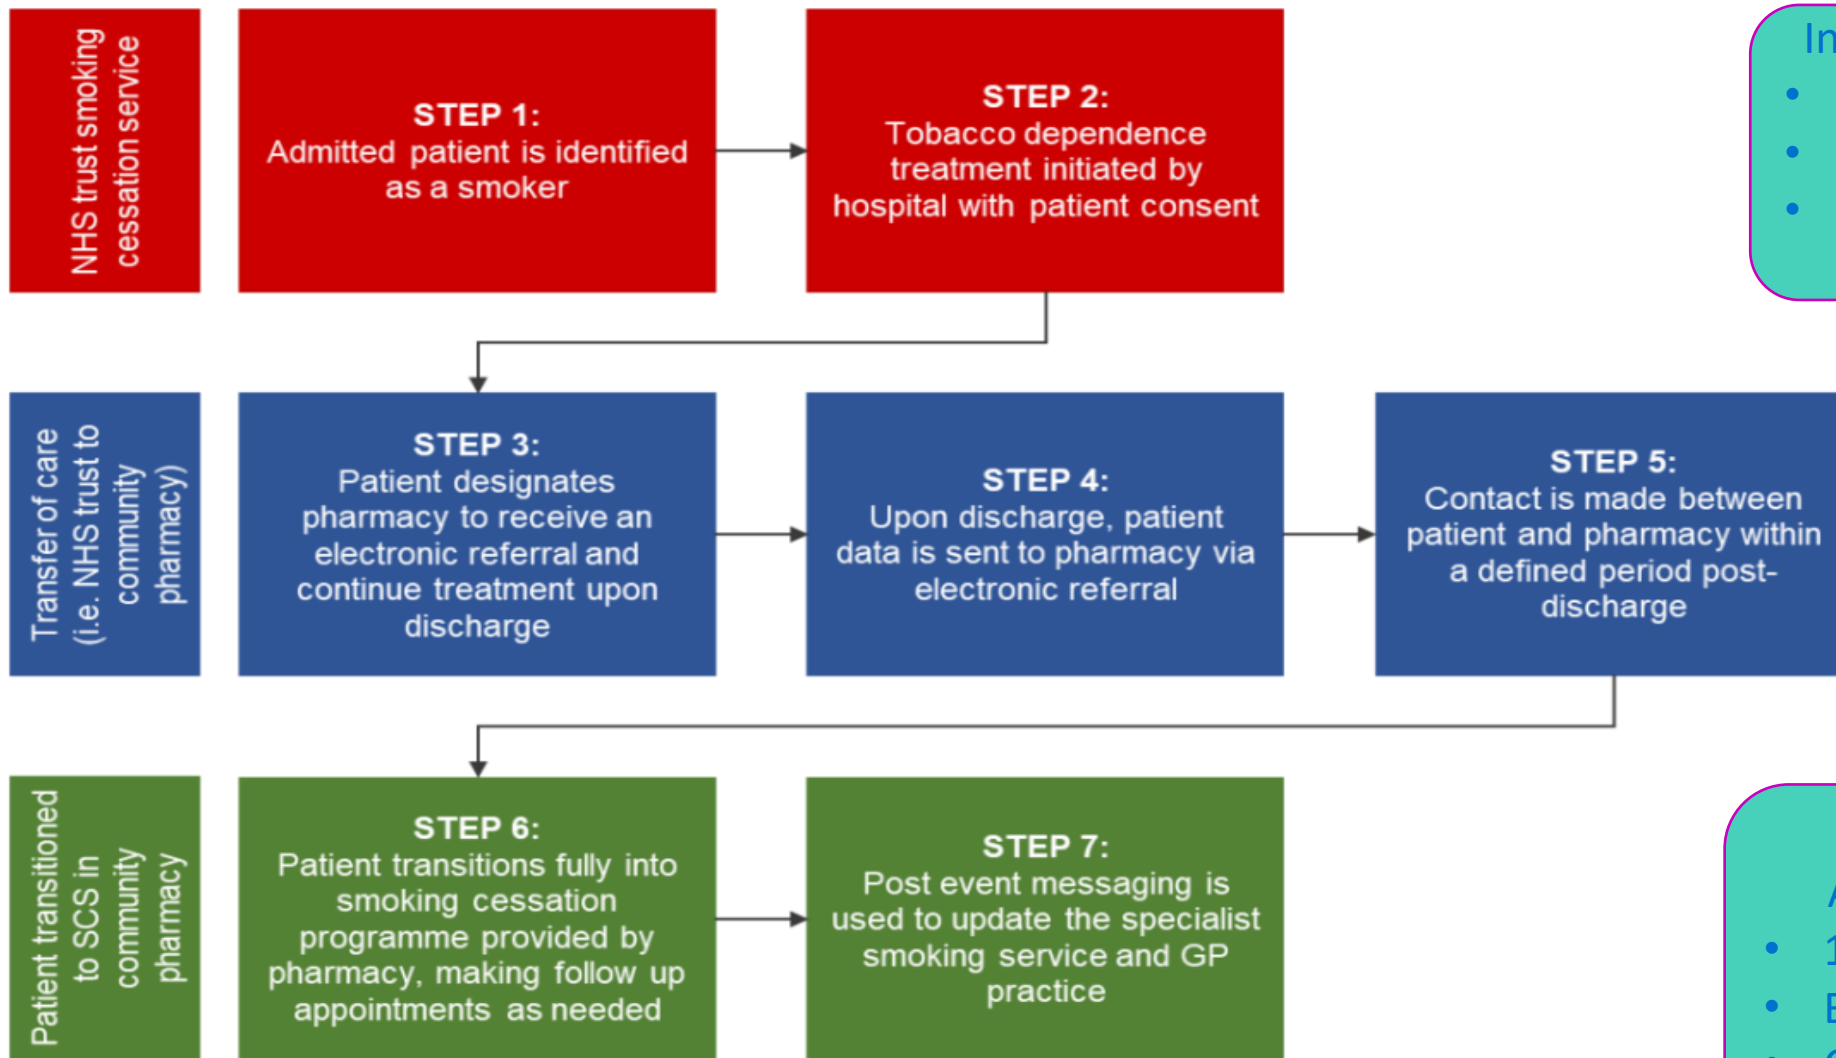 NHS trust smoking
cessation service
STEP 1:
Admitted patient is identified
as a smoker
STEP 2:
Tobacco dependence
treatment initiated by
hospital with patient consent
Transfer of care
(i.e. NHS trust to
community
pharmacy)
STEP 3:
Patient designates
pharmacy to receive an
electronic referral and
continue treatment upon
discharge
STEP 4:
Upon discharge, patient
data is sent to pharmacy via
electronic referral
STEP 5:
Contact is made between
patient and pharmacy within
a defined period post-
discharge
Patient transitioned
to SCS in
community
pharmacy
STEP 6:
Patient transitions fully into
smoking cessation
programme provided by
pharmacy, making follow up
appointments as needed
STEP 7:
Post event messaging is
used to update the specialist
smoking service and GP
practice